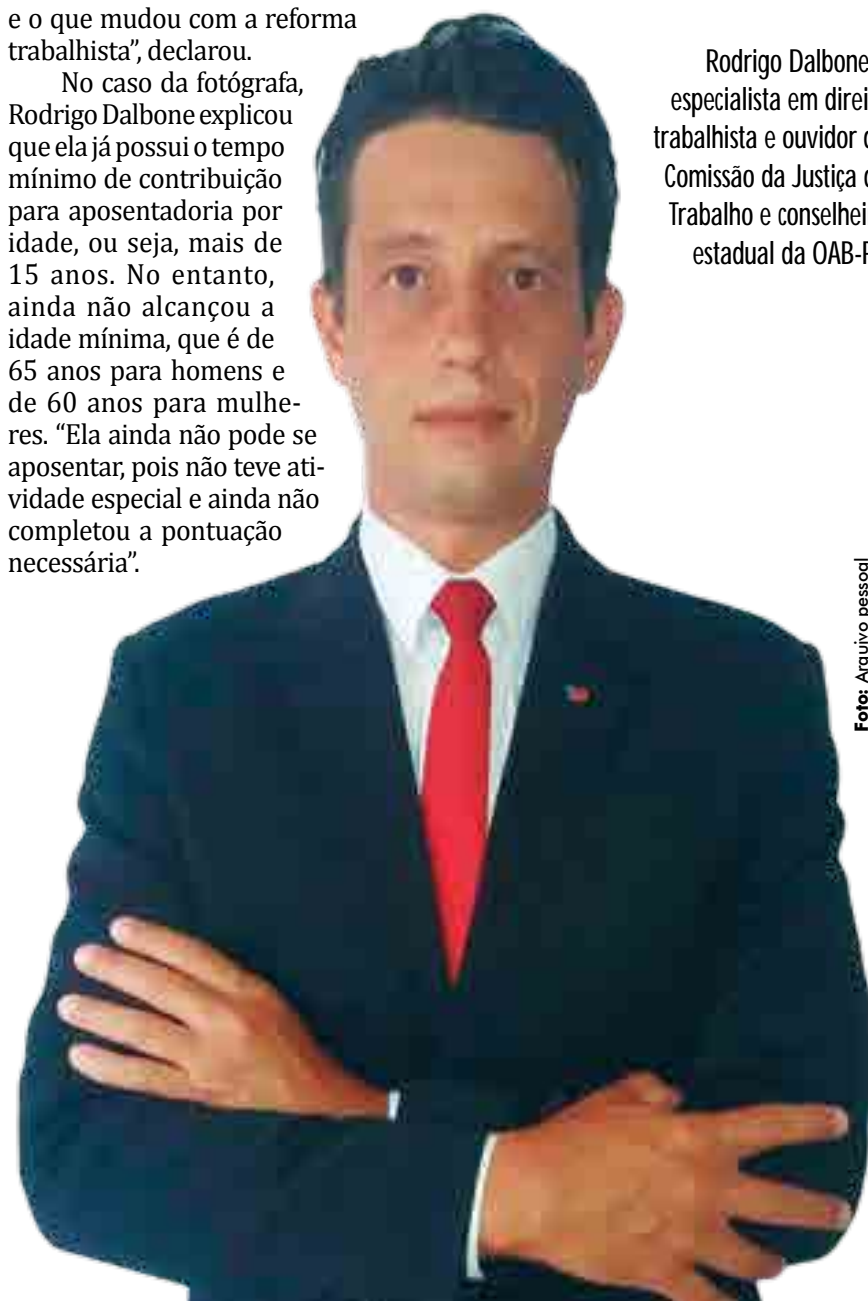 e o que mudou com a reforma
trabalhista”, declarou.
No caso da fotógrafa,
Rodrigo Dalbone explicou
que ela já possui o tempo
mínimo de contribuição
para aposentadoria por
idade, ou seja, mais de
15 anos. No entanto,
ainda não alcançou a
idade mínima, que é de
65 anos para homens e
de 60 anos para mulhe-
res. “Ela ainda não pode se
aposentar, pois não teve ati-
vidade especial e ainda não
completou a pontuação
necessária”.
Rodrigo Dalbone
especialista em
trabalhista e ouvidor
Comissão da Justiça
Trabalho e
estadual da
Foto: Arquivo pessoal